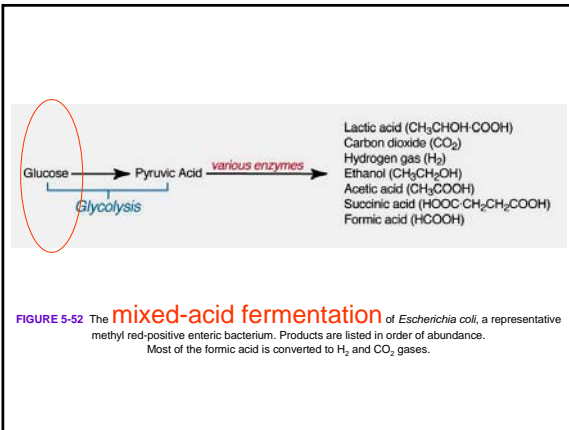 Lactic acid (CH₃CHOH·COOH)
Carbon dioxide (CO₂)
Hydrogen gas (H₂)
Glucose Pyruvic Acid various enzymes Ethanol (CH₃CH₂OH)
Acetic acid (CH₃COOH)
Glycolysis Succinic acid (HOOC·CH₂CH₂COOH)
Formic acid (HCOOH)
FIGURE 5-52 The mixed-acid fermentation of Escherichia coli, a representative
methyl red-positive enteric bacterium. Products are listed in order of abundance.
Most of the formic acid is converted to H₂ and CO₂ gases.